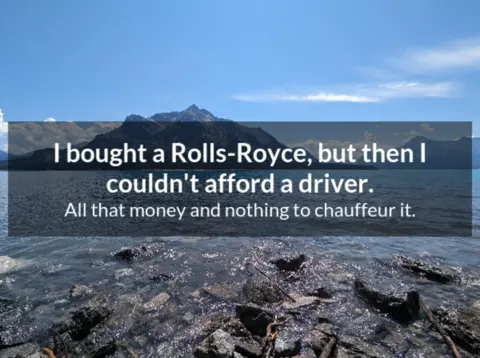 I bought a Rolls-Royce, but then I
couldn't afford a driver.
All that money and nothing to chauffeur it.